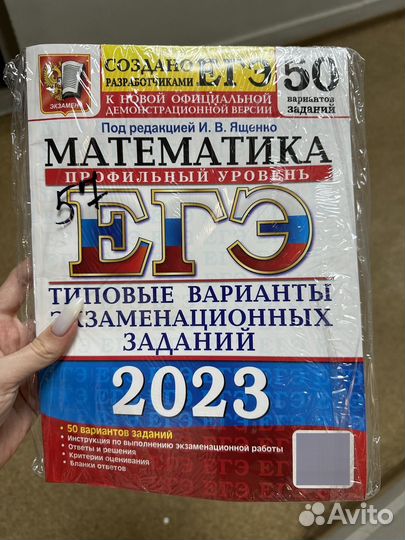 СОЗДАНО
РАЗРАБОТЧИКАМИ ЕГЭ
50
вариантов
заданий
ЭКЗАМЕН
К НОВОЙ ОФИЦИАЛЬНОЙ
ДЕМОНСТРАЦИОННОЙ ВЕРСИИ
Под редакцией И. В. Ященко
МАТЕМАТИКА
ПРОФИЛЬНЫЙ УРОВЕНЬ
57
ЕГЭ
ТИПОВЫЕ ВАРИАНТЫ
ЭКЗАМЕНАЦИОННЫХ
ЗАДАНИЙ
2023
• 50 вариантов заданий
• Инструкция по выполнению экзаменационной работы
• Ответы и решения
• Критерии оценивания
• Бланки ответов
Avito